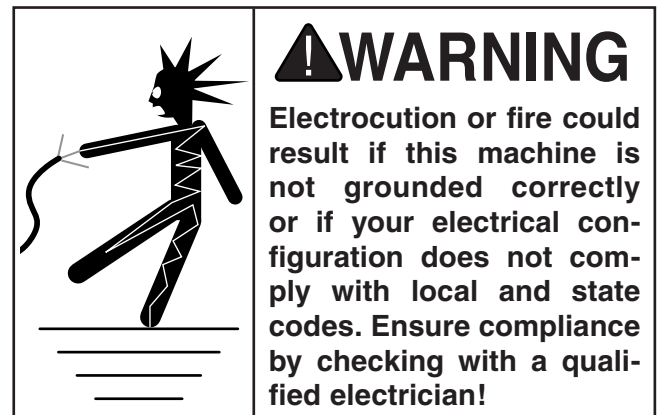 WARNING
Electrocution or fire could
result if this machine is
not grounded correctly
or if your electrical con-
figuration does not com-
ply with local and state
codes. Ensure compliance
by checking with a quali-
fied electrician!